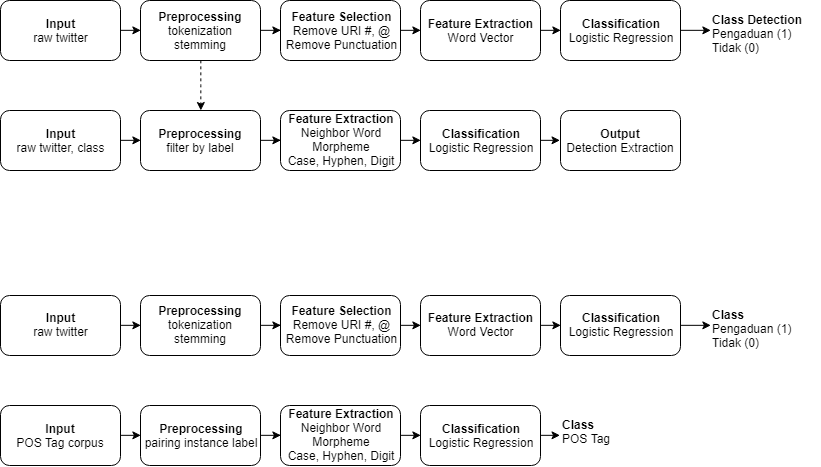 Input
raw twitter
Preprocessing
tokenization
stemming
Feature Selection
Remove URI #, @
Remove Punctuation
Feature Extraction
Word Vector
Classification
Logistic Regression
Class Detection
Pengaduan (1)
Tidak (0)
Input
raw twitter, class
Preprocessing
filter by label
Feature Extraction
Neighbor Word
Morpheme
Case, Hyphen, Digit
Classification
Logistic Regression
Output
Detection Extraction
Input
raw twitter
Preprocessing
tokenization
stemming
Feature Selection
Remove URI #, @
Remove Punctuation
Feature Extraction
Word Vector
Classification
Logistic Regression
Class
Pengaduan (1)
Tidak (0)
Input
POS Tag corpus
Preprocessing
pairing instance label
Feature Extraction
Neighbor Word
Morpheme
Case, Hyphen, Digit
Classification
Logistic Regression
Class
POS Tag